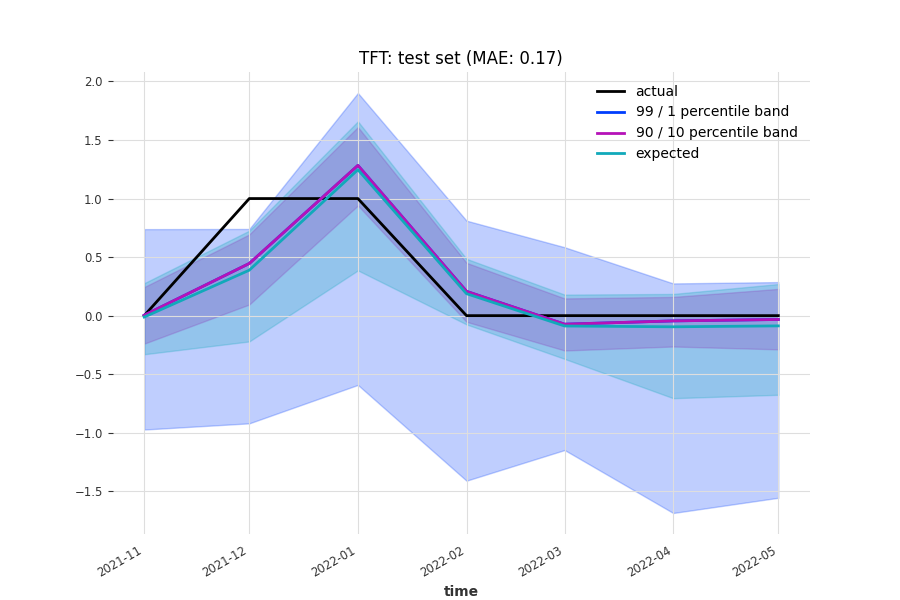 TFT: test set (MAE: 0.17)
actual
99 / 1 percentile band
90 / 10 percentile band
expected
2.0
1.5
1.0
0.5
0.0
−0.5
−1.0
−1.5
2021-11
2021-12
2022-01
2022-02
2022-03
2022-04
2022-05
time